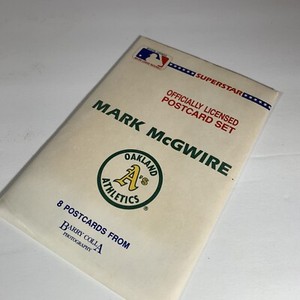 SUPERSTAR
OFFICIALLY LICENSED
POSTCARD SET
MARK McGWIRE
OAKLAND
A's
ATHLETICS
8 POSTCARDS FROM
BARRY COLLA
PHOTOGRAPHY